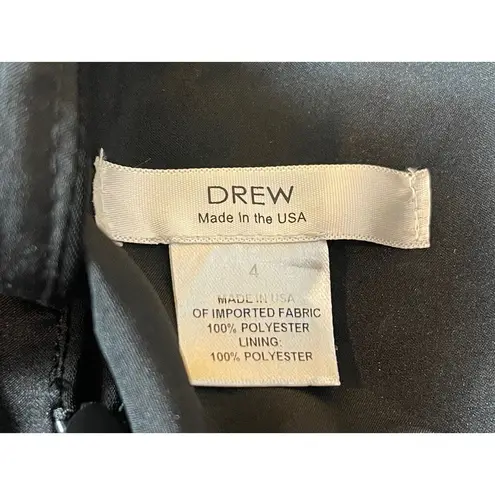 DREW
Made In the USA
4
MADE IN USA
OF IMPORTED FABRIC
100% POLYESTER
LINING:
100% POLYESTER